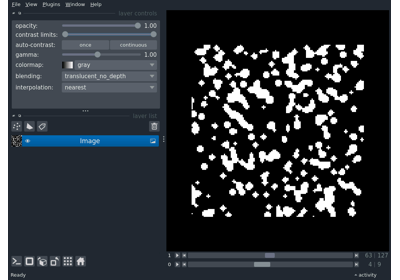 File View Plugins Window Help
layer controls
opacity: 1.00
contrast limits:
auto-contrast: once continuous
gamma: 1.00
colormap: gray
blending: translucent_no_depth
interpolation: nearest
layer list
Image
1 63 127
0 4 9
Ready activity